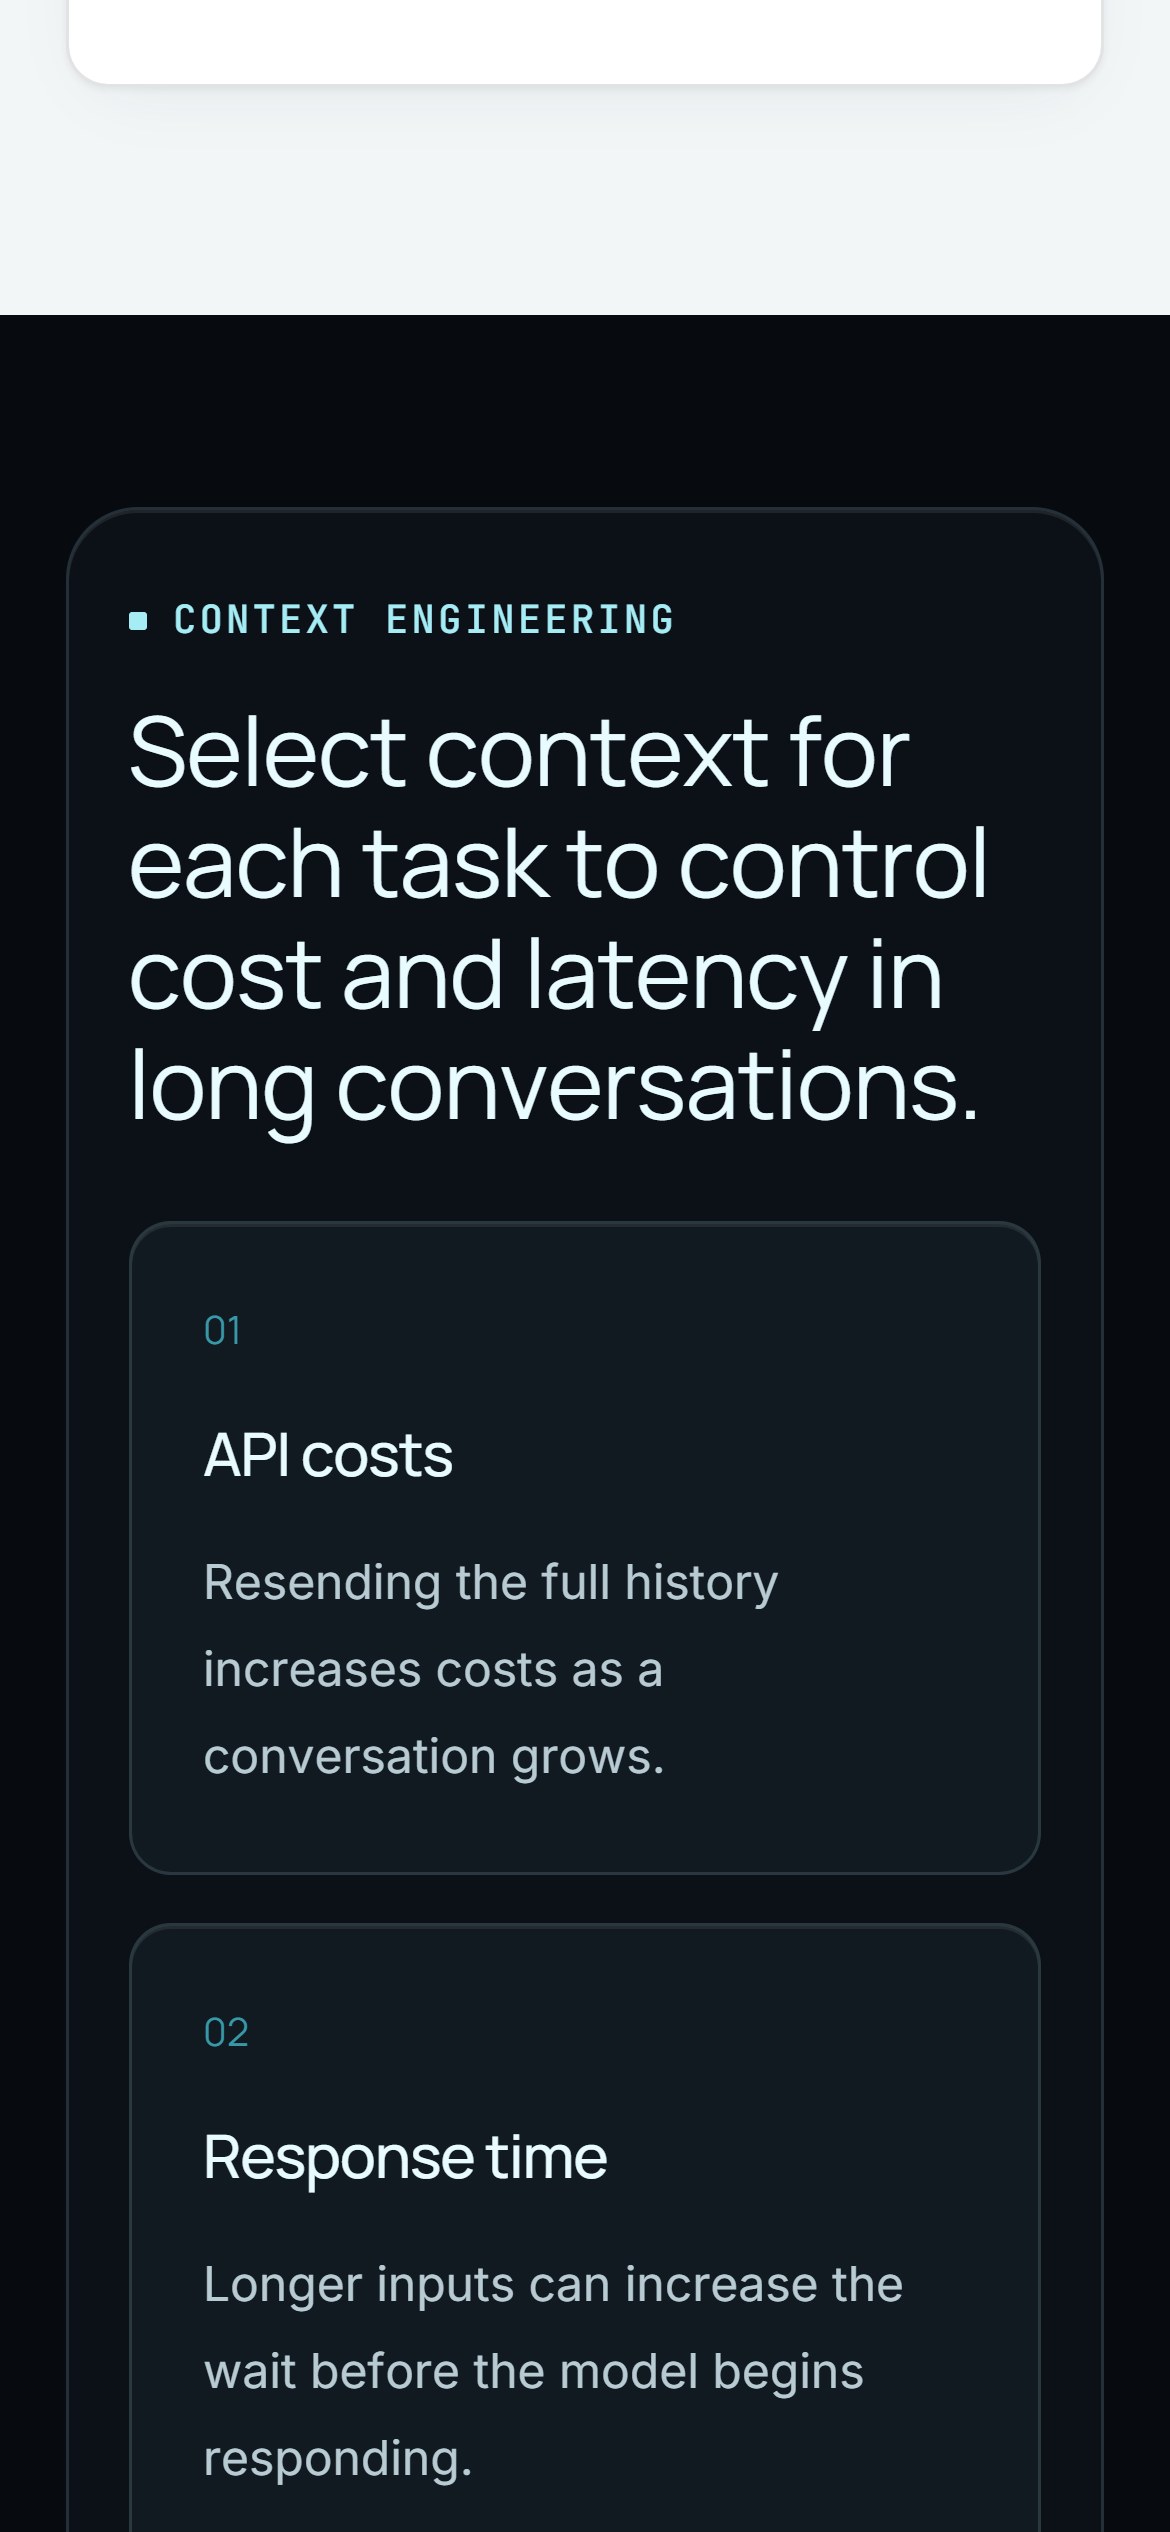 CONTEXT ENGINEERING
Select context for
each task to control
cost and latency in
long conversations.
01
API costs
Resending the full history
increases costs as a
conversation grows.
02
Response time
Longer inputs can increase the
wait before the model begins
responding.